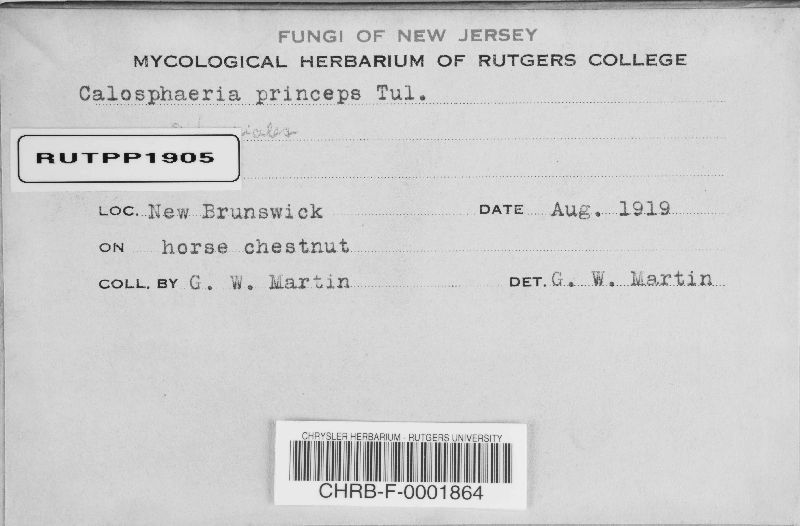 FUNGI OF NEW JERSEY
MYCOLOGICAL HERBARIUM OF RUTGERS COLLEGE
Calosphaeria princeps Tul.
RUTPP1905
LOC. New Brunswick DATE Aug. 1919
ON horse chestnut
COLL. BY G. W. Martin DET. G. W. Martin
CHRYSLER HERBARIUM - RUTGERS UNIVERSITY
CHRB-F-0001864